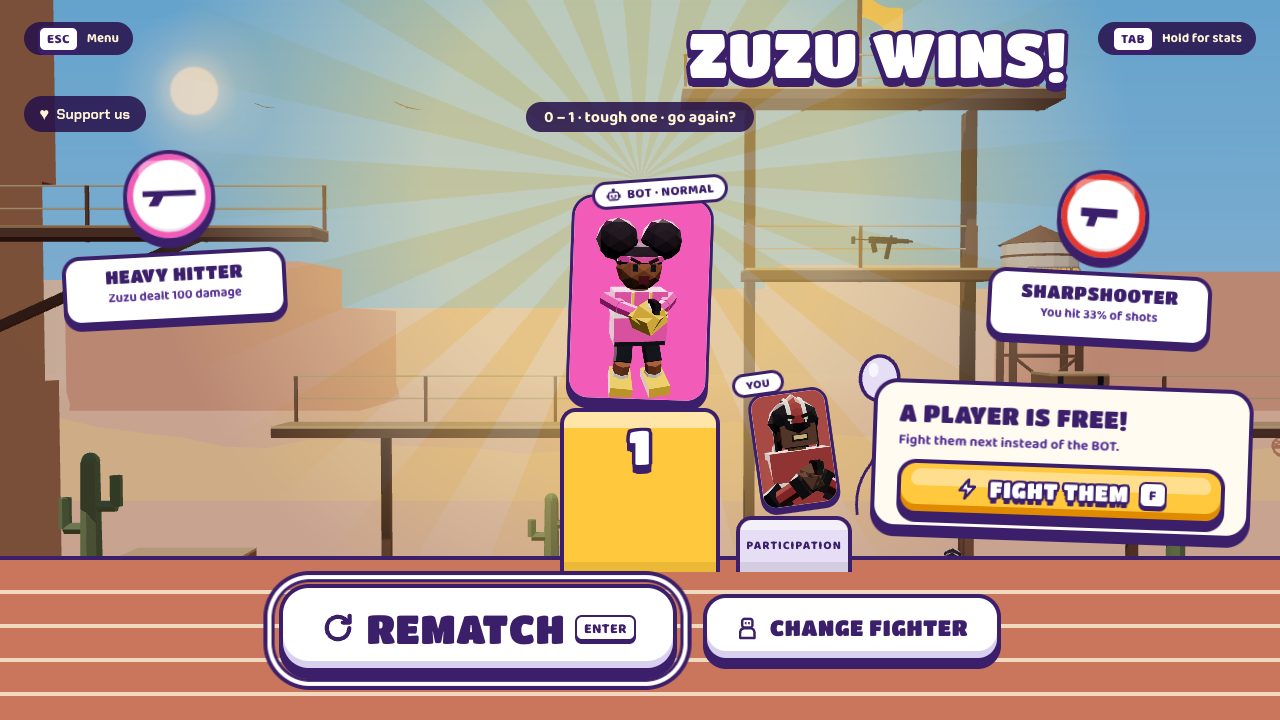 ESC Menu
ZUZU WINS!
TAB Hold for stats
♥ Support us
0 – 1 · tough one · go again?
BOT · NORMAL
HEAVY HITTER
Zuzu dealt 100 damage
SHARPSHOOTER
You hit 33% of shots
YOU
A PLAYER IS FREE!
Fight them next instead of the BOT.
FIGHT THEM F
1
PARTICIPATION
REMATCH ENTER
CHANGE FIGHTER